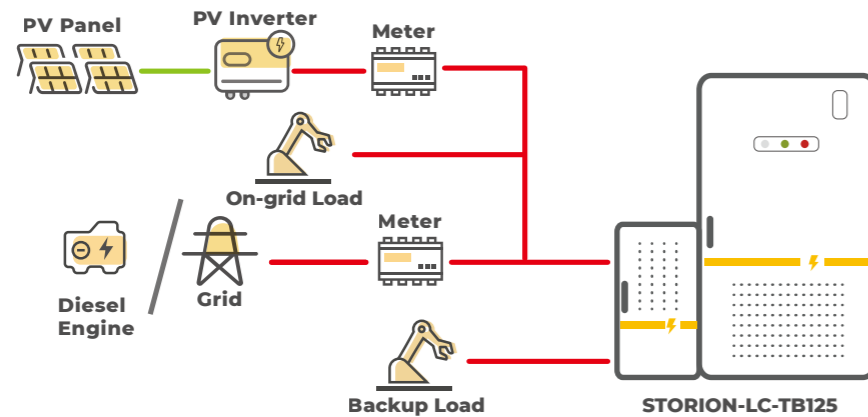 PV Panel
PV Inverter
Meter
On-grid Load
Meter
Diesel
Engine
Grid
Backup Load
STORION-LC-TB125